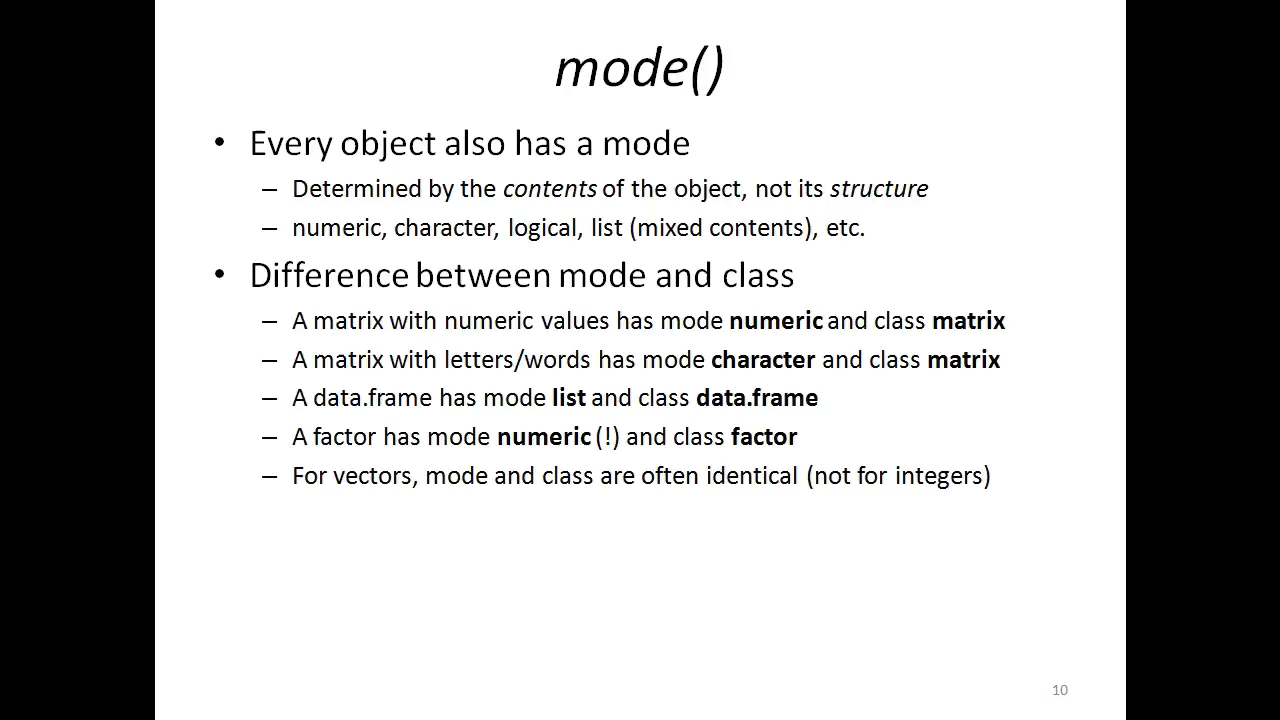 mode()
• Every object also has a mode
– Determined by the contents of the object, not its structure
– numeric, character, logical, list (mixed contents), etc.
• Difference between mode and class
– A matrix with numeric values has mode numeric and class matrix
– A matrix with letters/words has mode character and class matrix
– A data.frame has mode list and class data.frame
– A factor has mode numeric (!) and class factor
– For vectors, mode and class are often identical (not for integers)
10